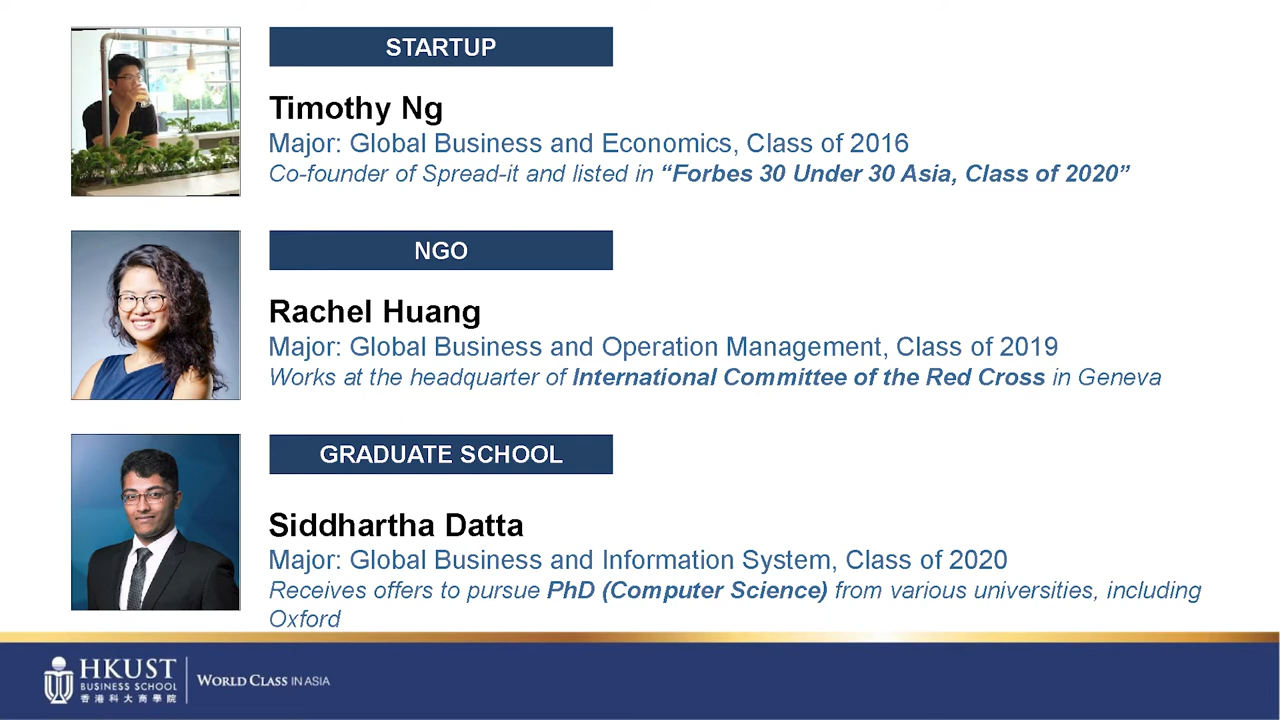 STARTUP
Timothy Ng
Major: Global Business and Economics, Class of 2016
Co-founder of Spread-it and listed in “Forbes 30 Under 30 Asia, Class of 2020”
NGO
Rachel Huang
Major: Global Business and Operation Management, Class of 2019
Works at the headquarter of International Committee of the Red Cross in Geneva
GRADUATE SCHOOL
Siddhartha Datta
Major: Global Business and Information System, Class of 2020
Receives offers to pursue PhD (Computer Science) from various universities, including
Oxford
HKUST
BUSINESS SCHOOL
香港科大商學院
WORLD CLASS IN ASIA